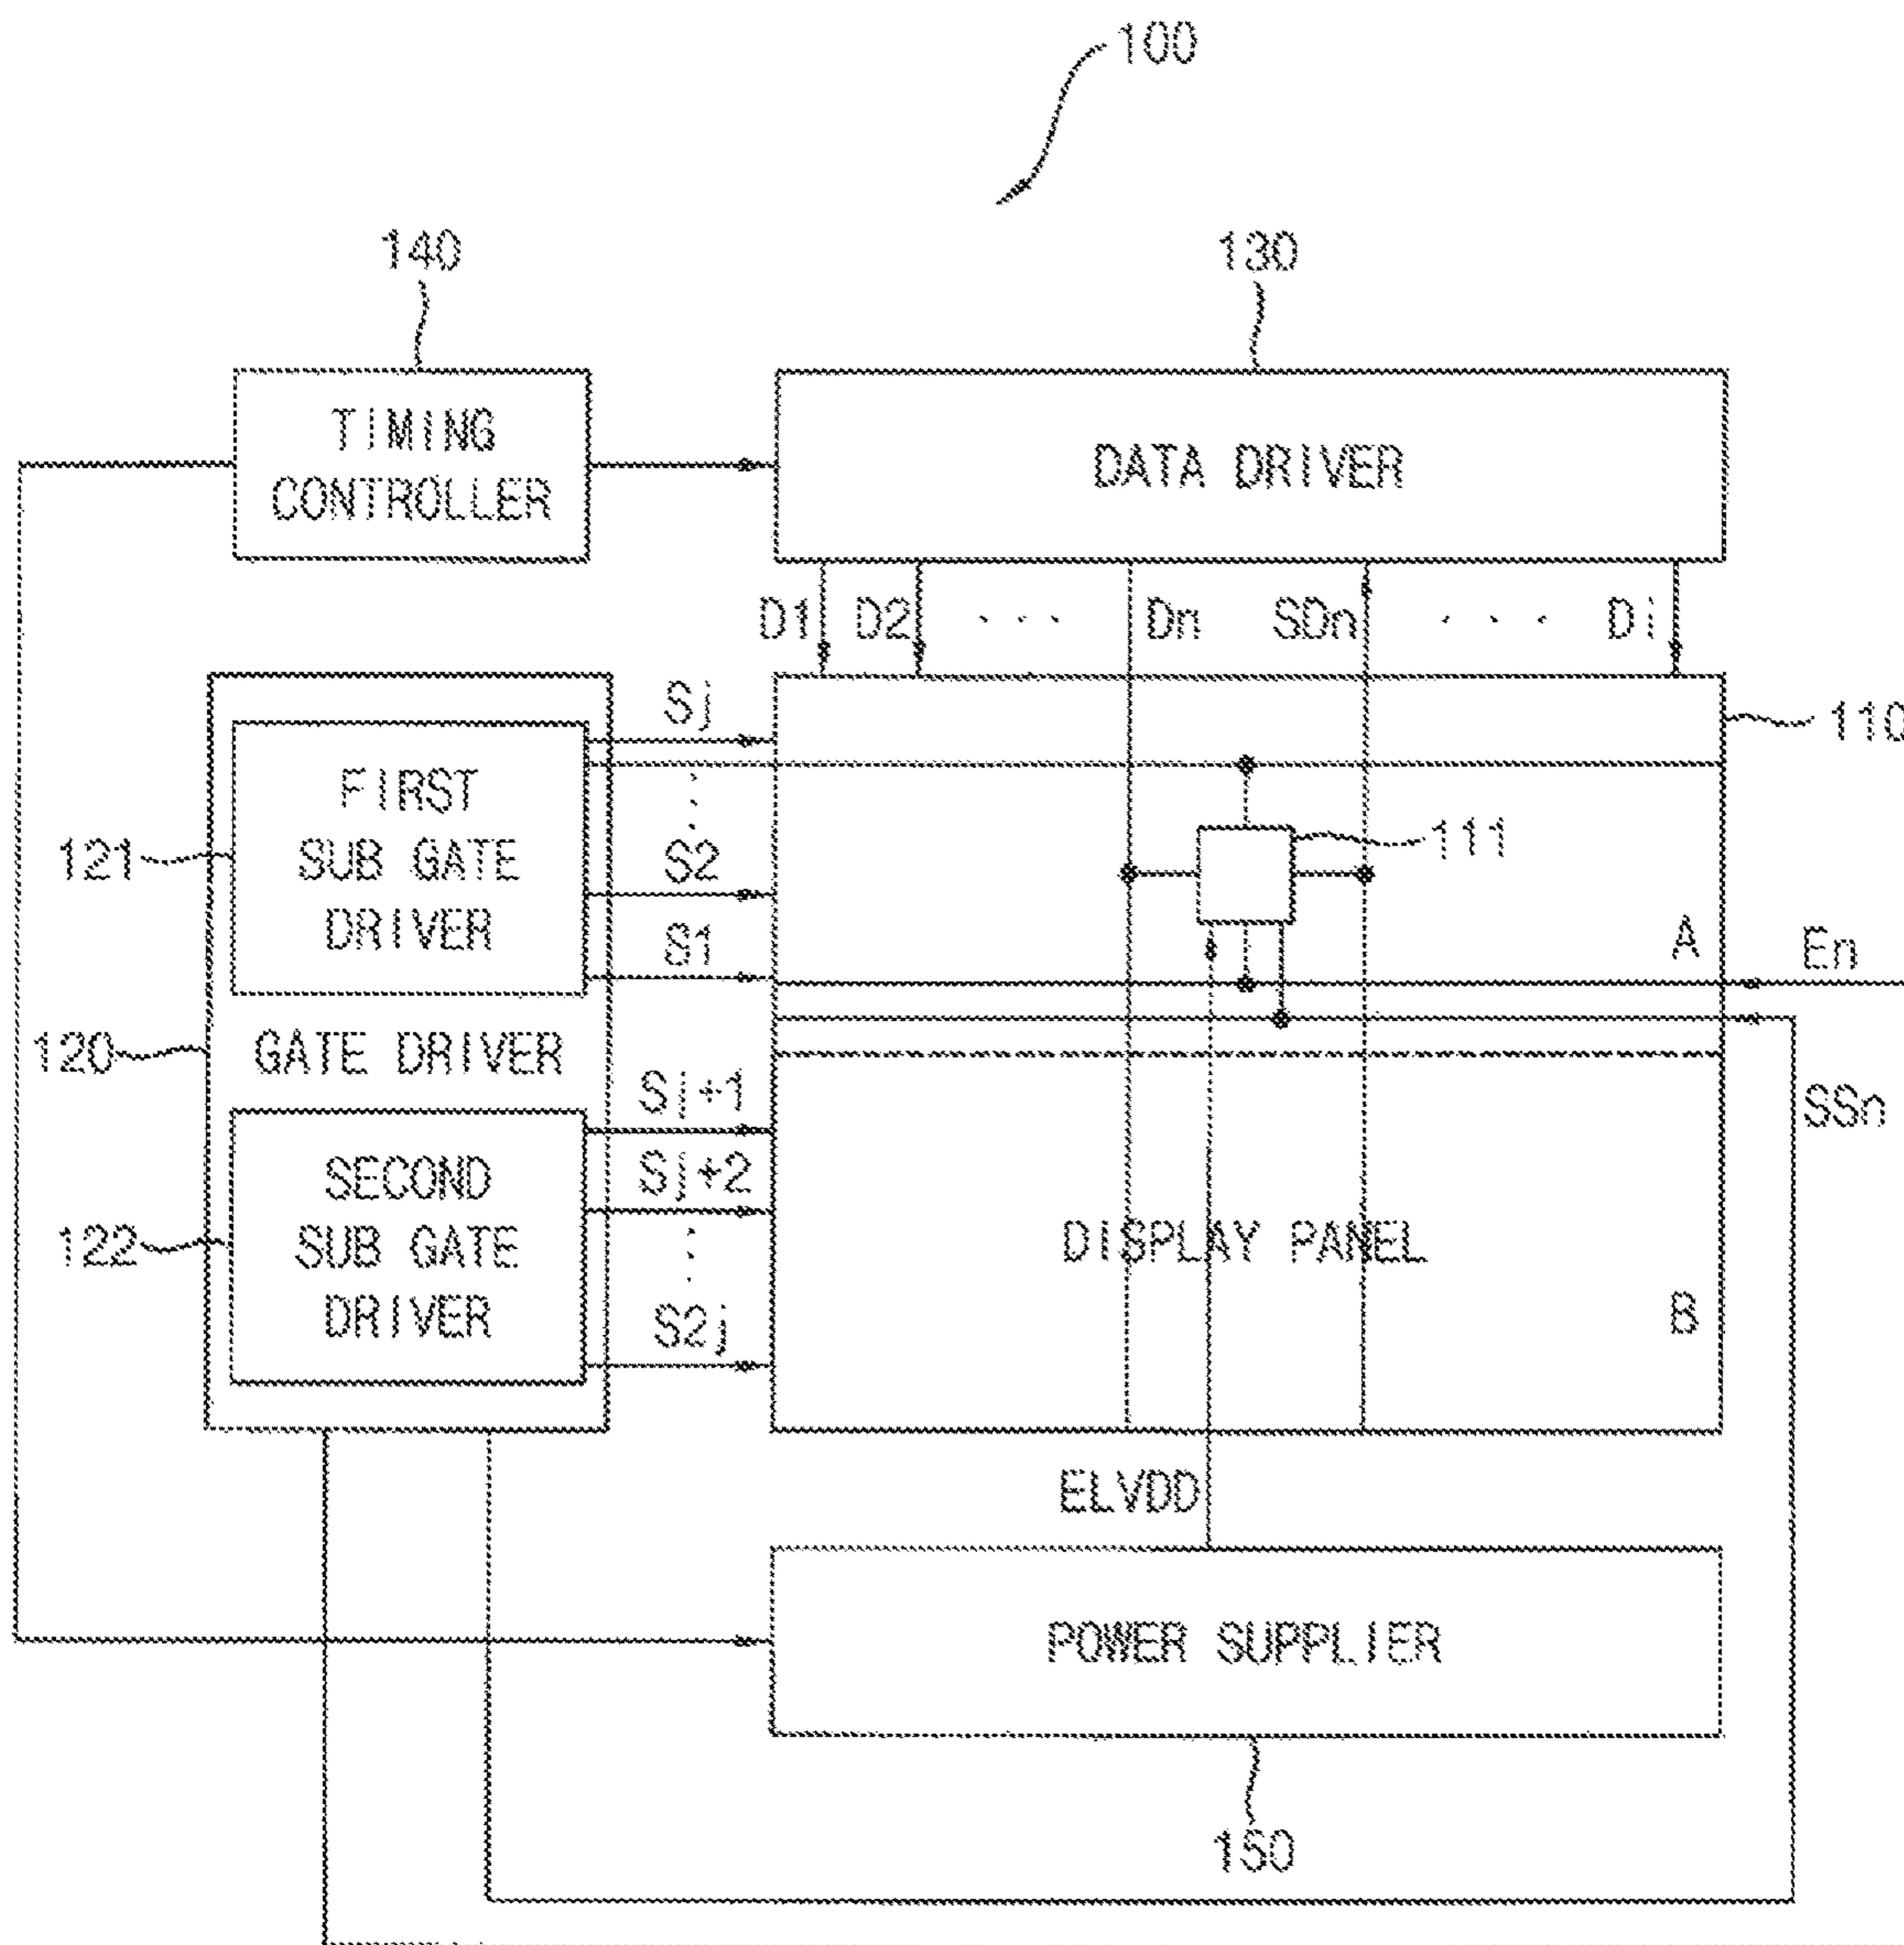 100
140
130
TIMING
CONTROLLER
DATA DRIVER
D1 D2 ... Dn SDn ... Di
Sj
110
FIRST
SUB GATE
DRIVER
121
111
S2
S1
A
En
120
GATE DRIVER
Sj+1
SSn
SECOND
SUB GATE
DRIVER
122
Sj+2
DISPLAY PANEL
S2j
B
ELVDD
POWER SUPPLIER
150